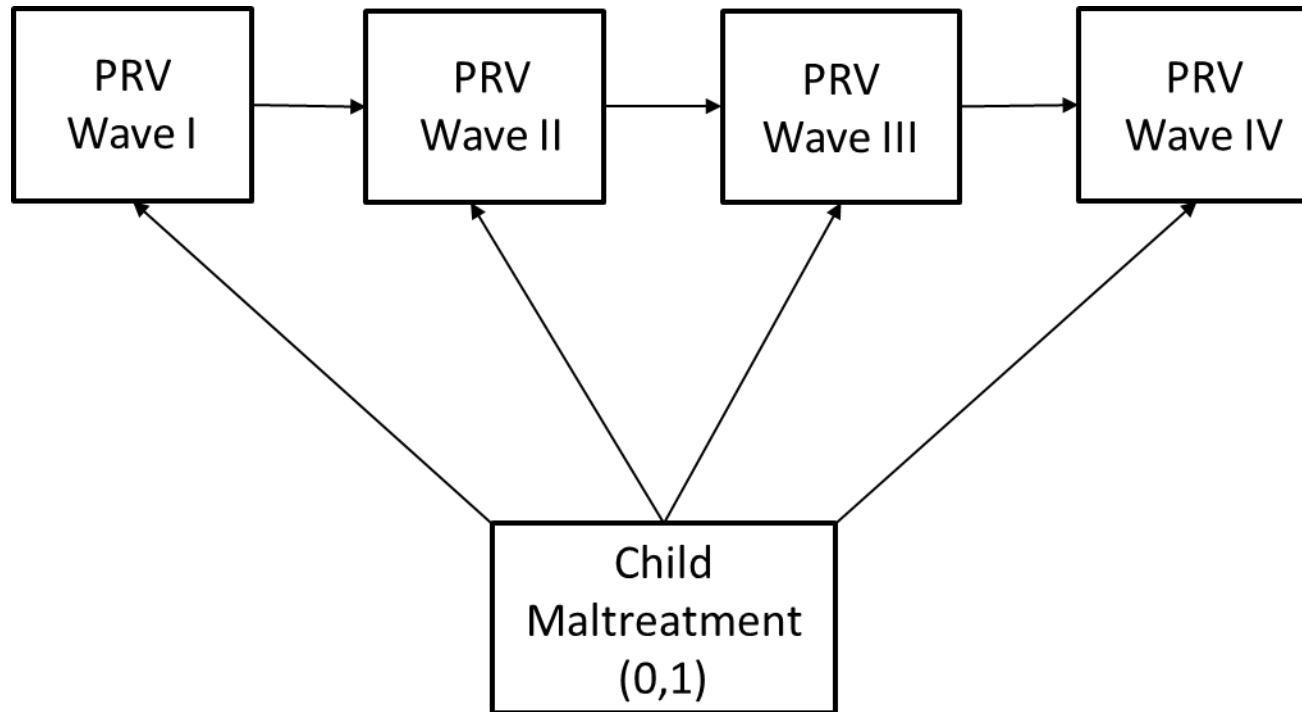 PRV
Wave I
PRV
Wave II
PRV
Wave III
PRV
Wave IV
Child
Maltreatment
(0,1)